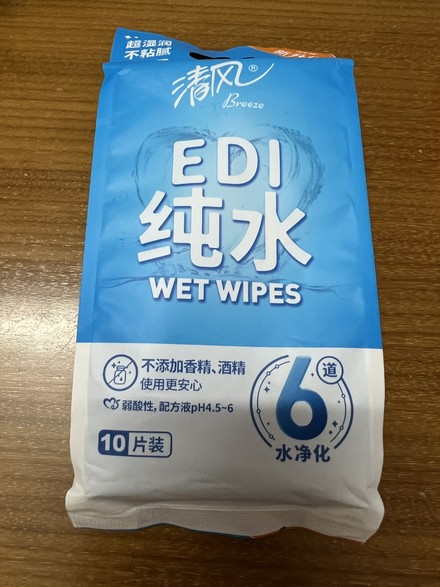 超湿润
不粘腻
清风®
Breeze
EDI
纯水
WET WIPES
不添加香精、酒精
使用更安心
弱酸性,配方液pH4.5~6
10片装
6道
水净化